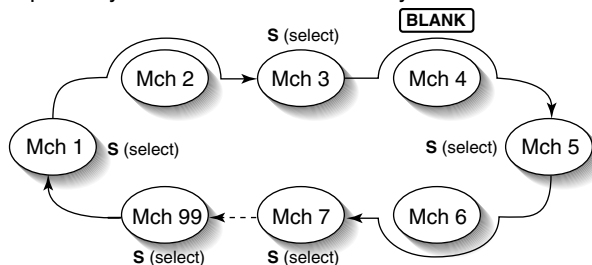 S (select)
BLANK
Mch 2
Mch 3
Mch 4
Mch 1
S (select)
S (select)
Mch 5
Mch 99
Mch 7
Mch 6
S (select)
S (select)